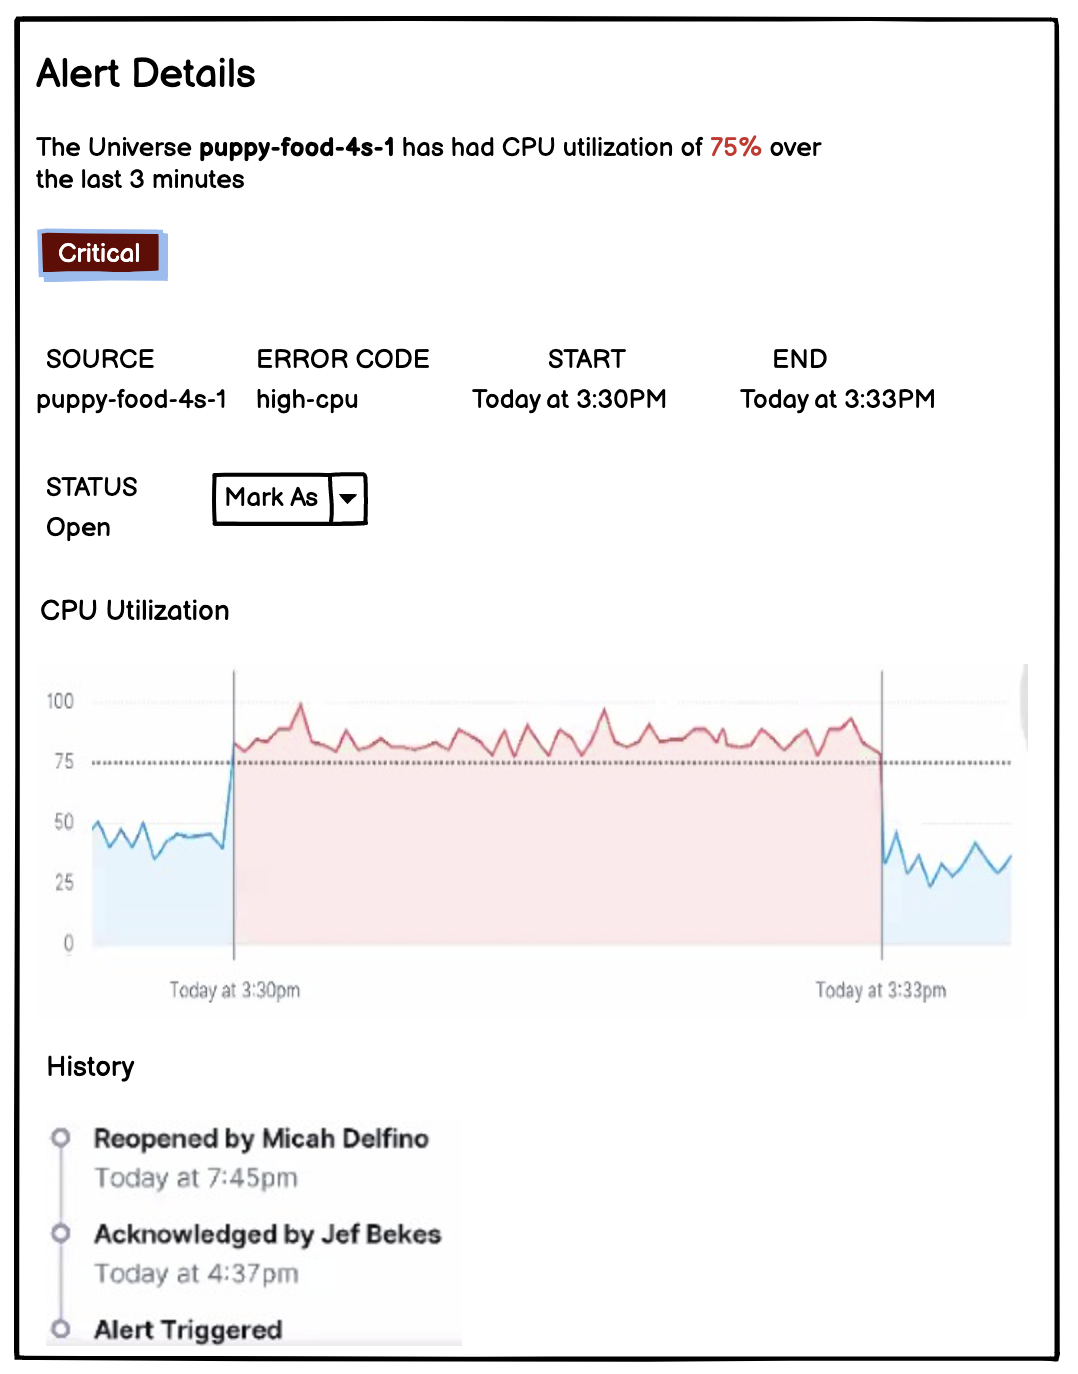 Alert Details
The Universe puppy-food-4s-1 has had CPU utilization of 75% over
the last 3 minutes
Critical
SOURCE ERROR CODE START END
puppy-food-4s-1 high-cpu Today at 3:30PM Today at 3:33PM
STATUS
Mark As
Open
CPU Utilization
100
75
50
25
0
Today at 3:30pm Today at 3:33pm
History
Reopened by Micah Delfino
Today at 7:45pm
Acknowledged by Jef Bekes
Today at 4:37pm
Alert Triggered